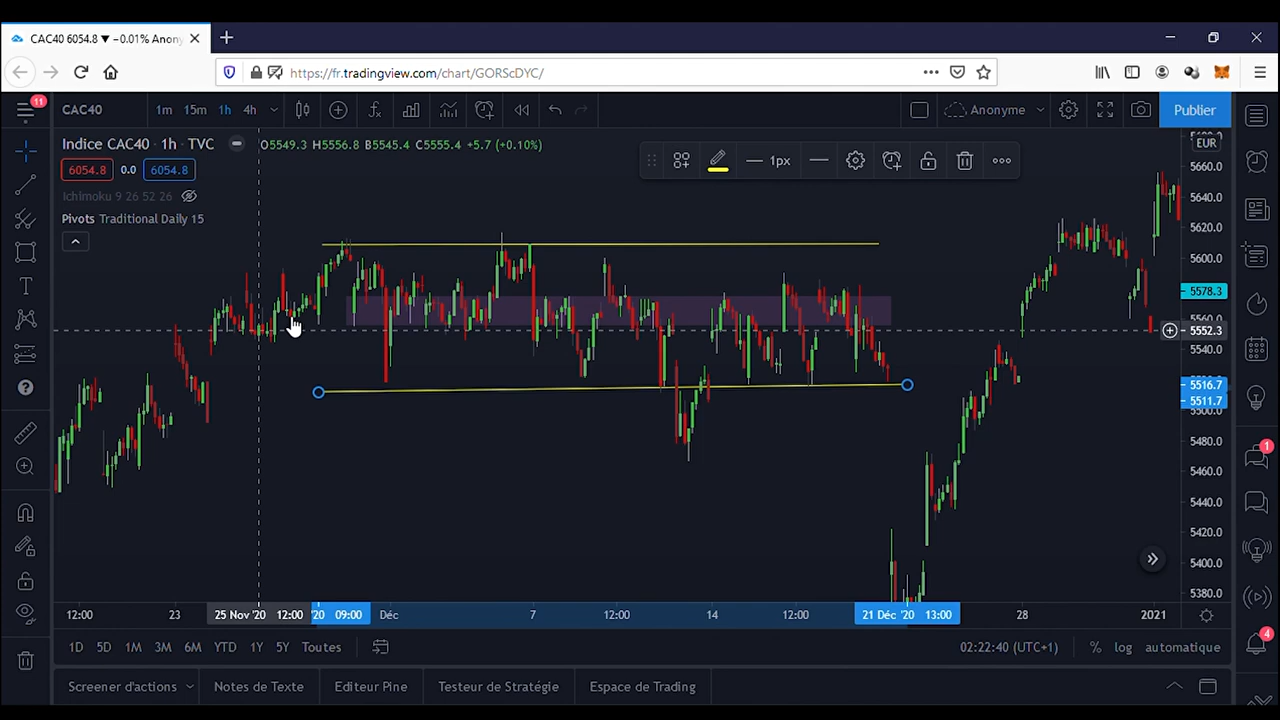 CAC40 6054.8 ▼ −0.01% Anony
https://fr.tradingview.com/chart/GORScDYC/
11
CAC40 1m 15m 1h 4h
Anonyme
Publier
Indice CAC40 · 1h · TVC
O5549.3 H5556.8 B5545.4 C5555.4 +5.7 (+0.10%)
6054.8 0.0 6054.8
1px
Ichimoku 9 26 52 26
Pivots Traditional Daily 15
EUR
5660.0
5640.0
5620.0
5600.0
5578.3
5552.3
5540.0
5516.7
5511.7
5480.0
5460.0
5440.0
5420.0
5400.0
5380.0
1
4
12:00 23 25 Nov '20 12:00 '20 09:00 Déc 7 12:00 14 12:00 21 Déc '20 13:00 28 2021
1D 5D 1M 3M 6M YTD 1Y 5Y Toutes
02:22:40 (UTC+1) % log automatique
Screener d'actions Notes de Texte Editeur Pine Testeur de Stratégie Espace de Trading